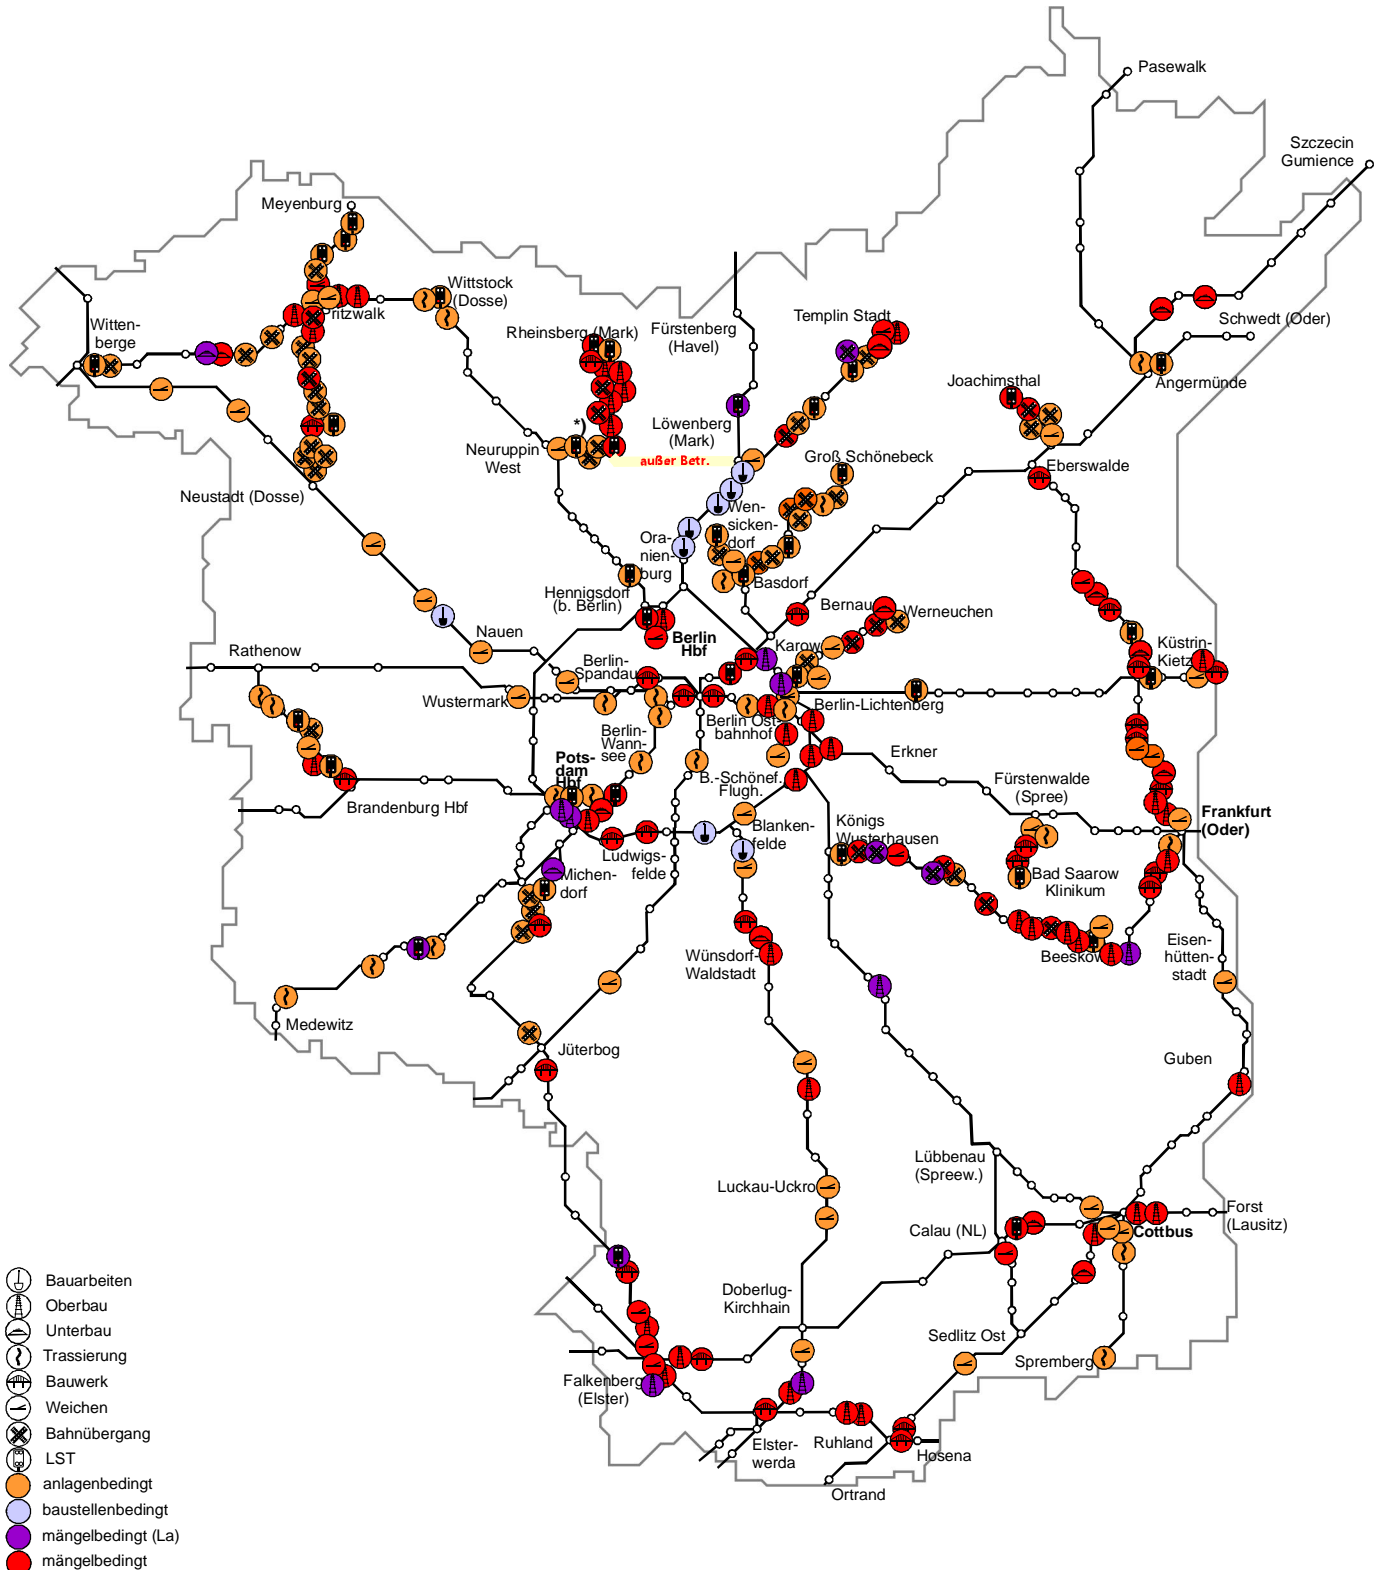 Pasewalk
Szczecin
Gumience
Meyenburg
Wittstock
(Dosse)
Pritzwalk
Witten-
berge
Rheinsberg (Mark)
Fürstenberg
(Havel)
Templin Stadt
Schwedt (Oder)
Angermünde
Joachimsthal
Löwenberg
(Mark)
*)
Neuruppin
West
außer Betr.
Groß Schönebeck
Eberswalde
Neustadt (Dosse)
Wen-
sicken-
dorf
Ora-
nien-
burg
Basdorf
Hennigsdorf
(b. Berlin)
Bernau
Werneuchen
Nauen
Berlin
Hbf
Karow
Küstrin-
Kietz
Rathenow
Berlin-
Spandau
Wustermark
Berlin-Lichtenberg
Berlin Ost-
bahnhof
Berlin-
Wann-
see
Erkner
Pots-
dam
Hbf
B.-Schönef.
Flugh.
Fürstenwalde
(Spree)
Brandenburg Hbf
Frankfurt
(Oder)
Blanken-
felde
Königs
Wusterhausen
Ludwigs-
felde
Michen-
dorf
Bad Saarow
Klinikum
Wünsdorf-
Waldstadt
Beeskow
Eisen-
hütten-
stadt
Medewitz
Jüterbog
Guben
Lübbenau
(Spreew.)
Luckau-Uckro
Calau (NL)
Forst
(Lausitz)
Cottbus
Doberlug-
Kirchhain
Sedlitz Ost
Spremberg
Falkenberg
(Elster)
Elster-
werda
Ruhland
Hosena
Ortrand
Bauarbeiten
Oberbau
Unterbau
Trassierung
Bauwerk
Weichen
Bahnübergang
LST
anlagenbedingt
baustellenbedingt
mängelbedingt (La)
mängelbedingt